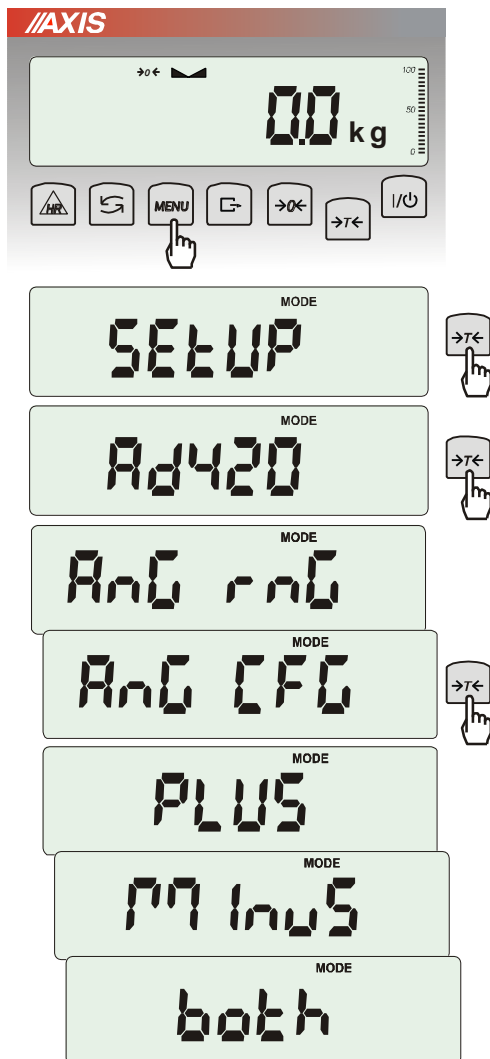 //AXIS
→0←
100
50
0
0.0 kg
HR
MENU
→0←
→T←
I/⏻
MODE
SEtUP
→T←
MODE
Ad420
→T←
MODE
AnG rnG
MODE
AnG CFG
→T←
MODE
PLUS
MODE
MInuS
MODE
both